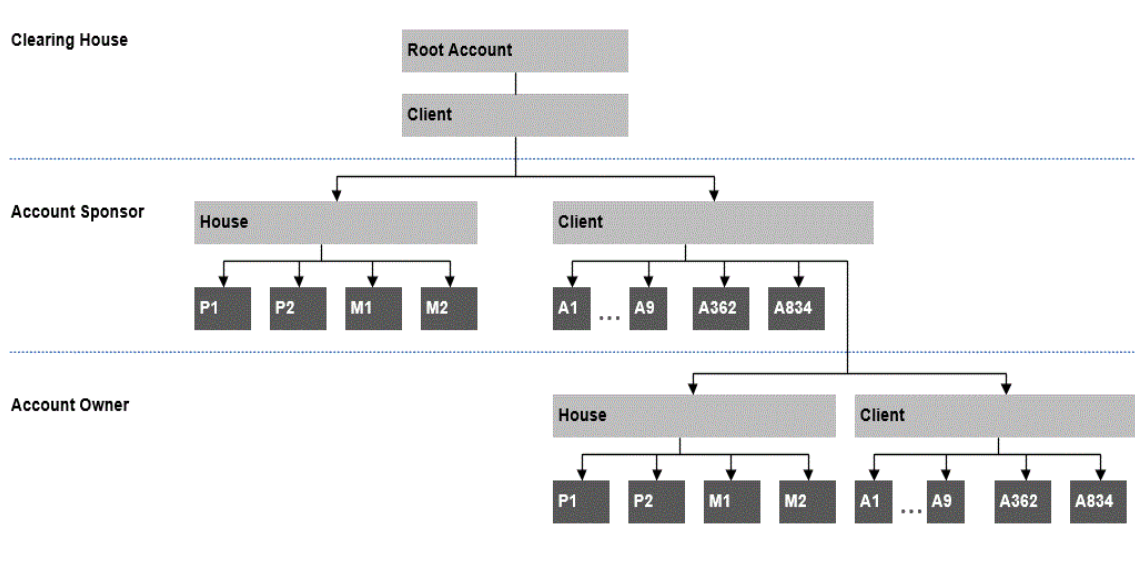 Clearing House
Root Account
Client
Account Sponsor
House
Client
P1
P2
M1
M2
A1
...
A9
A362
A834
Account Owner
House
Client
P1
P2
M1
M2
A1
...
A9
A362
A834